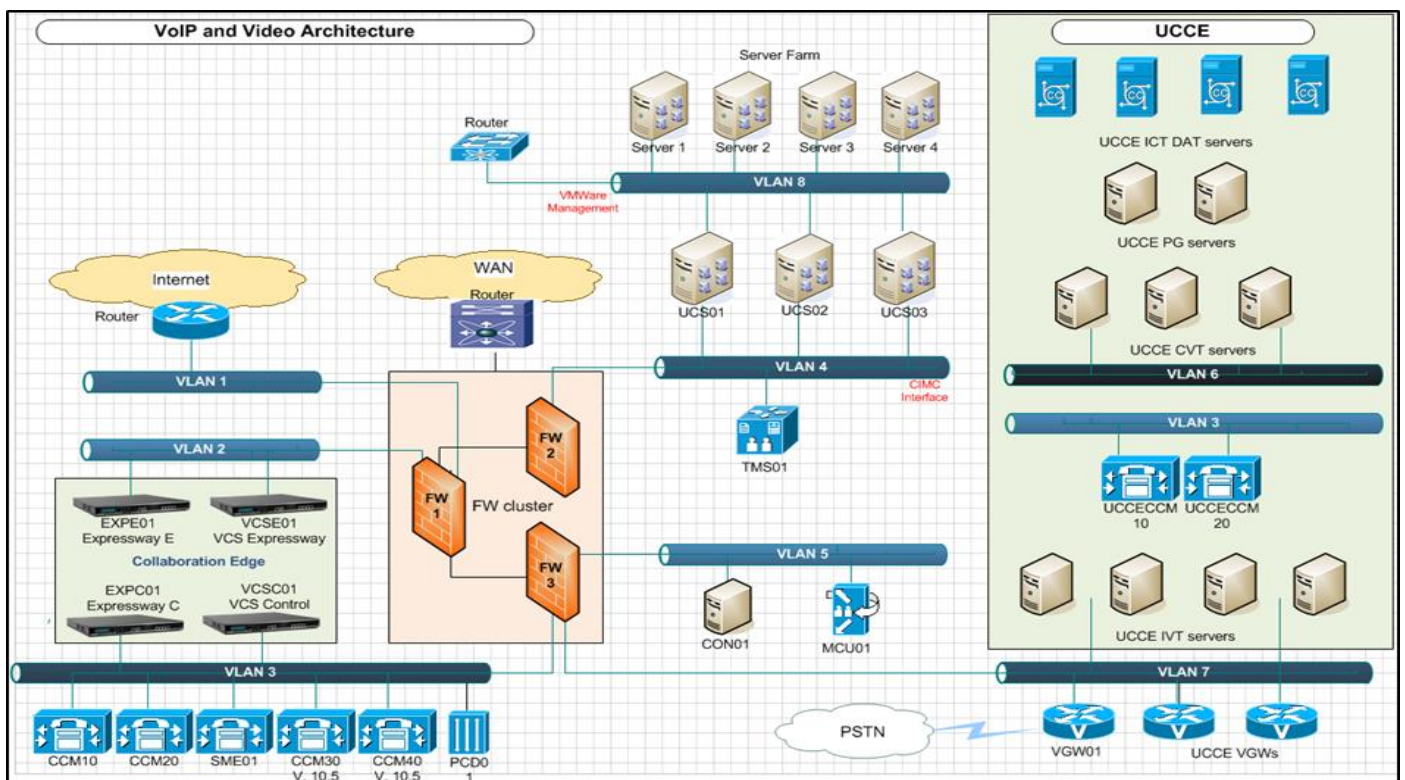 VoIP and Video Architecture
Server Farm
Router
Server 1
Server 2
Server 3
Server 4
VLAN 8
VMWare
Management
Internet
Router
WAN
Router
UCS01
UCS02
UCS03
VLAN 1
VLAN 4
CIMC
Interface
TMS01
VLAN 2
FW
1
FW
2
FW
3
FW cluster
EXPE01
Expressway E
VCSE01
VCS Expressway
Collaboration Edge
EXPC01
Expressway C
VCSC01
VCS Control
VLAN 5
CON01
MCU01
VLAN 3
CCM10
CCM20
SME01
CCM30
V. 10.5
CCM40
V. 10.5
PCD0
1
UCCE
CC
CC
CC
CC
UCCE ICT DAT servers
UCCE PG servers
UCCE CVT servers
VLAN 6
VLAN 3
UCCECCM
10
UCCECCM
20
UCCE IVT servers
VLAN 7
PSTN
V
V
V
VGW01
UCCE VGWs